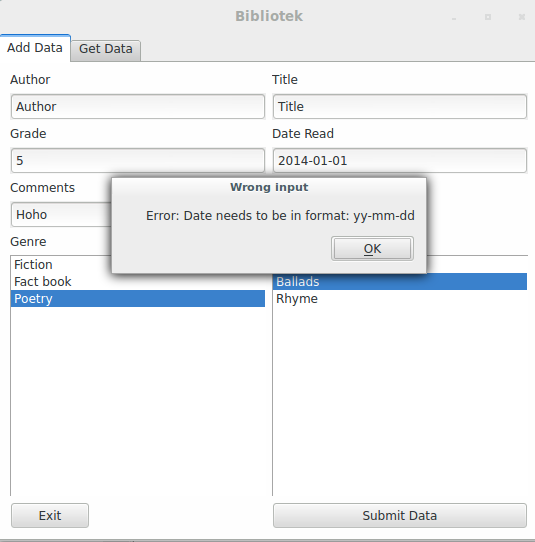 Bibliotek
Add Data Get Data
Author Title
Author Title
Grade Date Read
5 2014-01-01
Comments
Wrong input
Error: Date needs to be in format: yy-mm-dd
Hoho
OK
Genre
Fiction
Fact book Ballads
Poetry Rhyme
Exit Submit Data